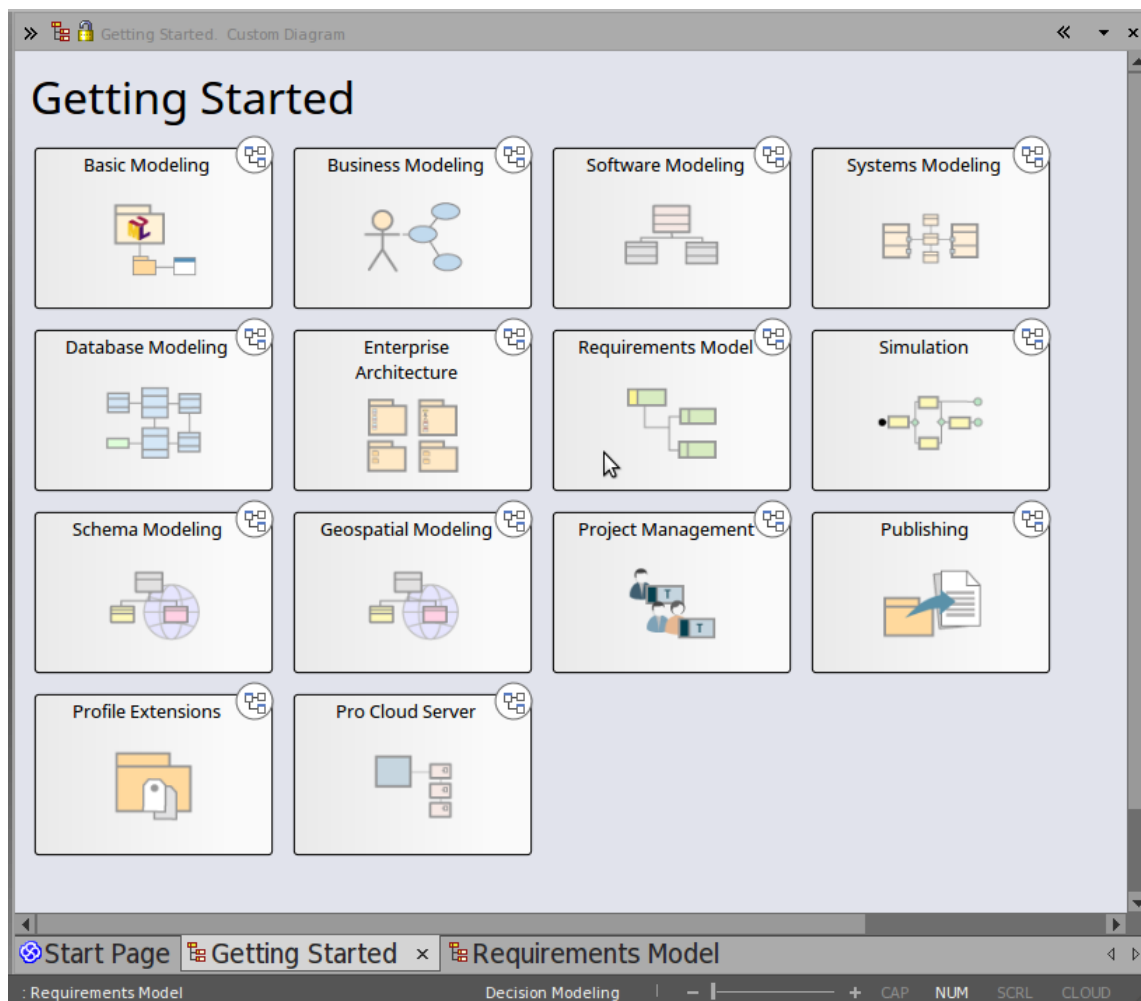 Getting Started. Custom Diagram
Getting Started
Basic Modeling
Business Modeling
Software Modeling
Systems Modeling
Database Modeling
Enterprise
Architecture
Requirements Model
Simulation
Schema Modeling
Geospatial Modeling
Project Management
T
T
Publishing
Profile Extensions
Pro Cloud Server
Start Page
Getting Started
Requirements Model
: Requirements Model
Decision Modeling
CAP
NUM
SCRL
CLOUD